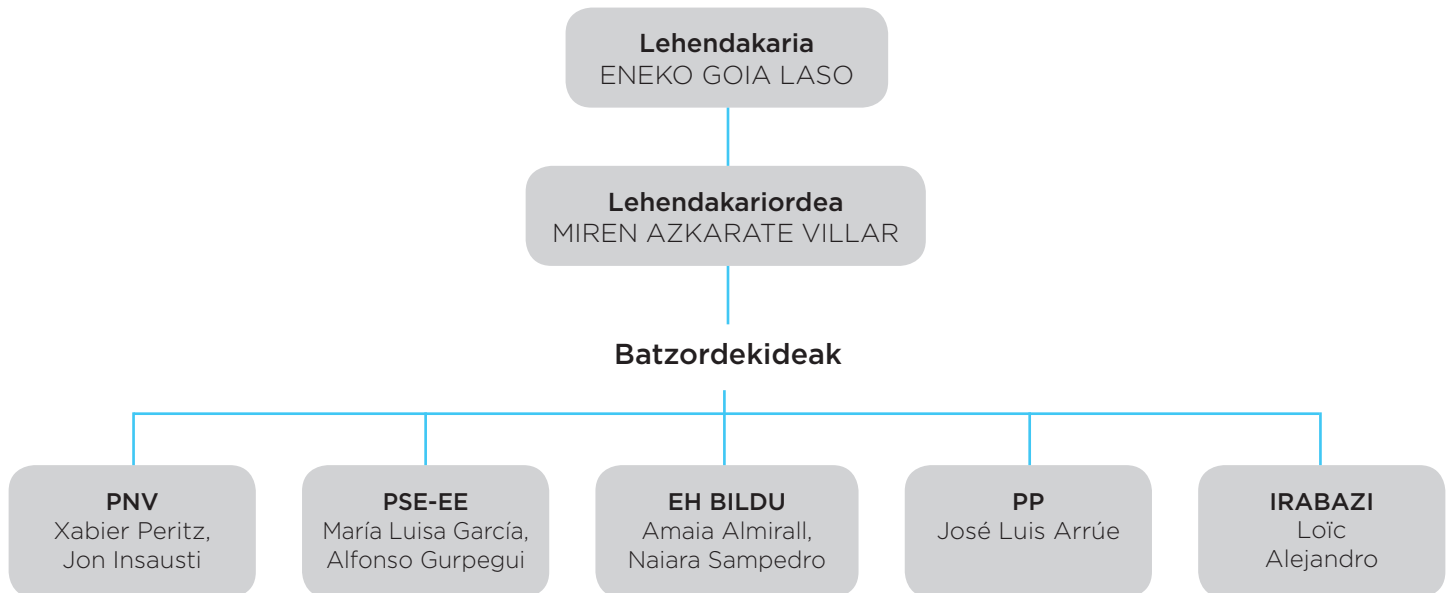 Lehendakaria
ENEKO GOIA LASO
Lehendakariordea
MIREN AZKARATE VILLAR
Batzordekideak
PNV
Xabier Peritz,
Jon Insausti
PSE-EE
María Luisa García,
Alfonso Gurpegui
EH BILDU
Amaia Almirall,
Naiara Sampedro
PP
José Luis Arrúe
IRABAZI
Loïc
Alejandro